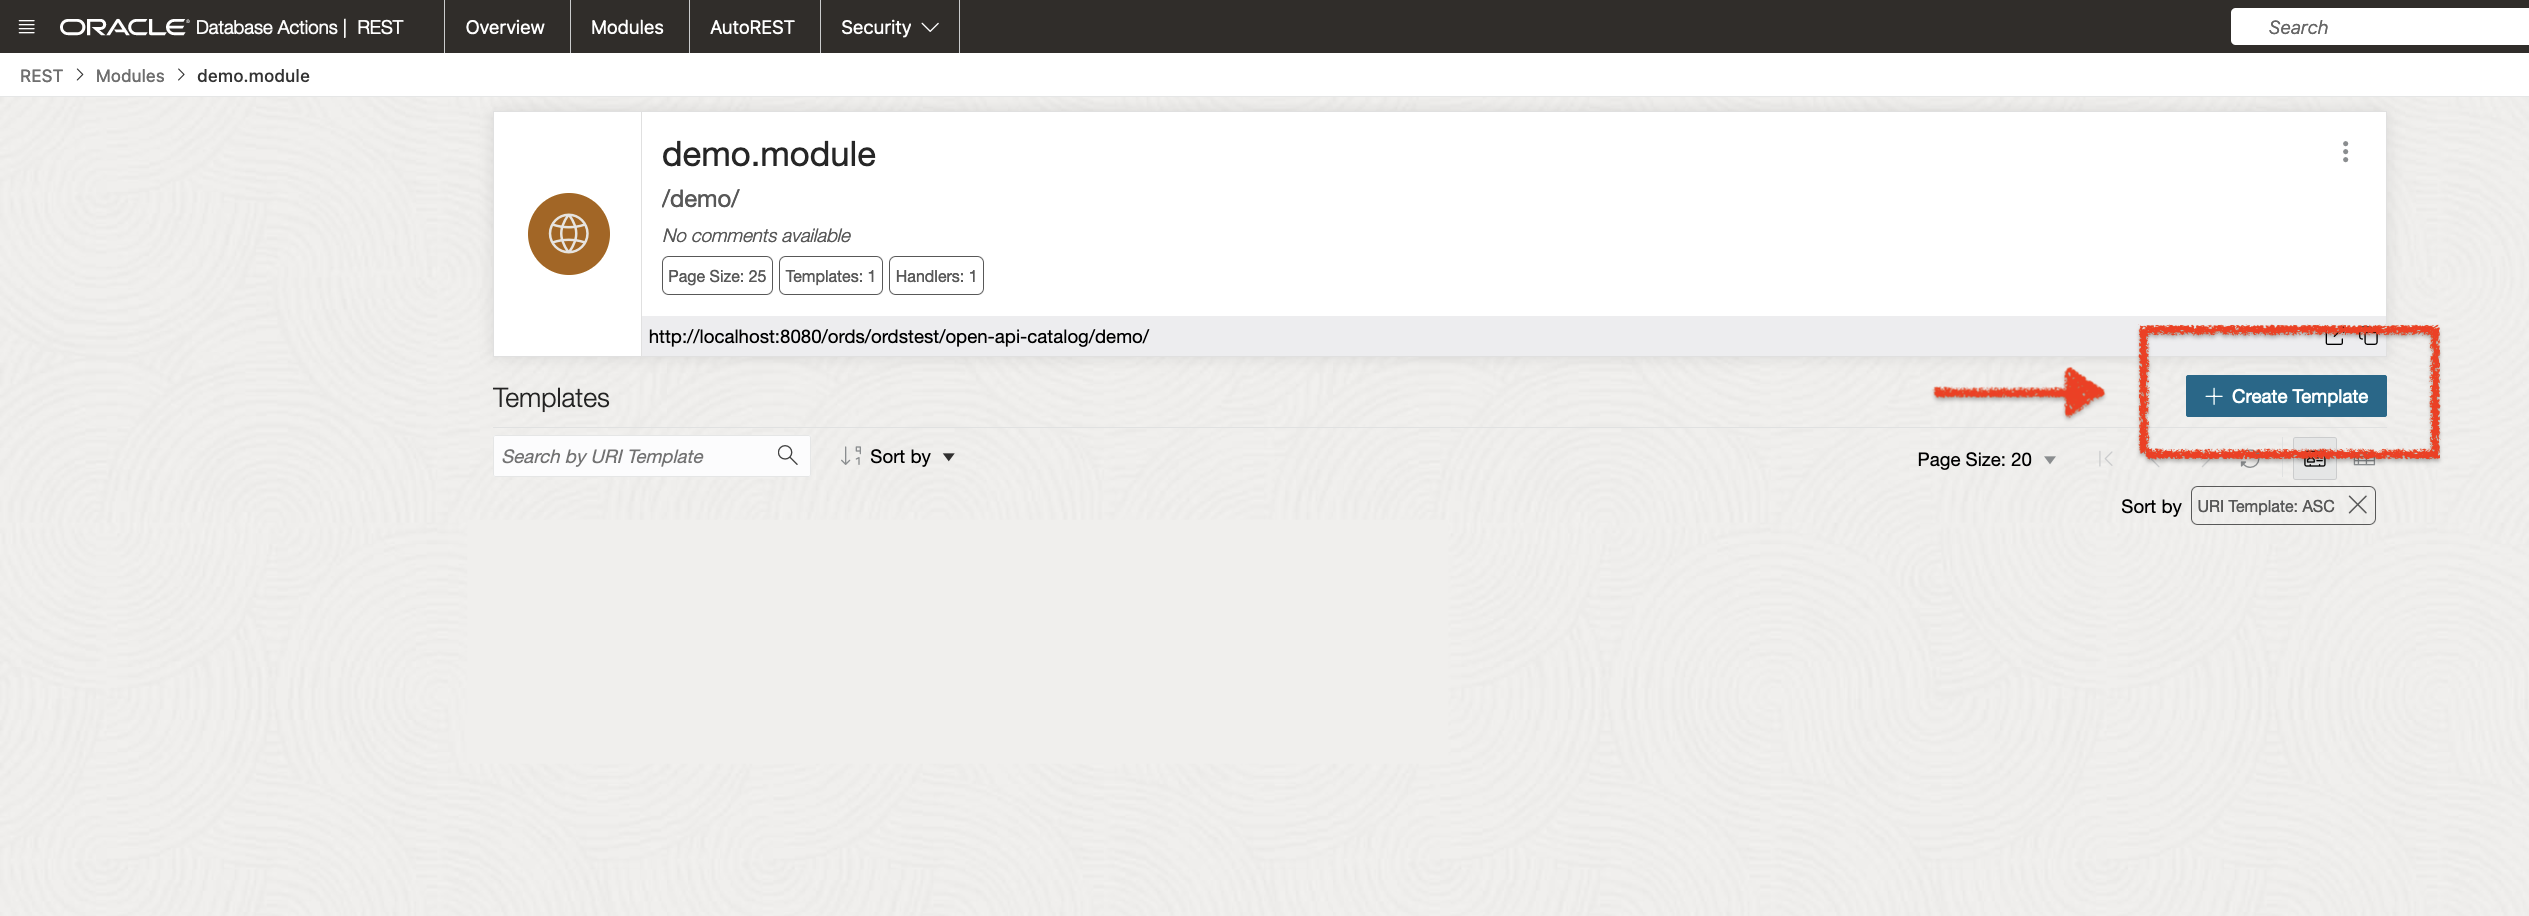 ORACLE Database Actions | REST Overview Modules AutoREST Security Search
REST > Modules > demo.module
demo.module
/demo/
No comments available
Page Size: 25 Templates: 1 Handlers: 1
http://localhost:8080/ords/ordstest/open-api-catalog/demo/
Templates
+ Create Template
Search by URI Template Sort by Page Size: 20
Sort by URI Template: ASC